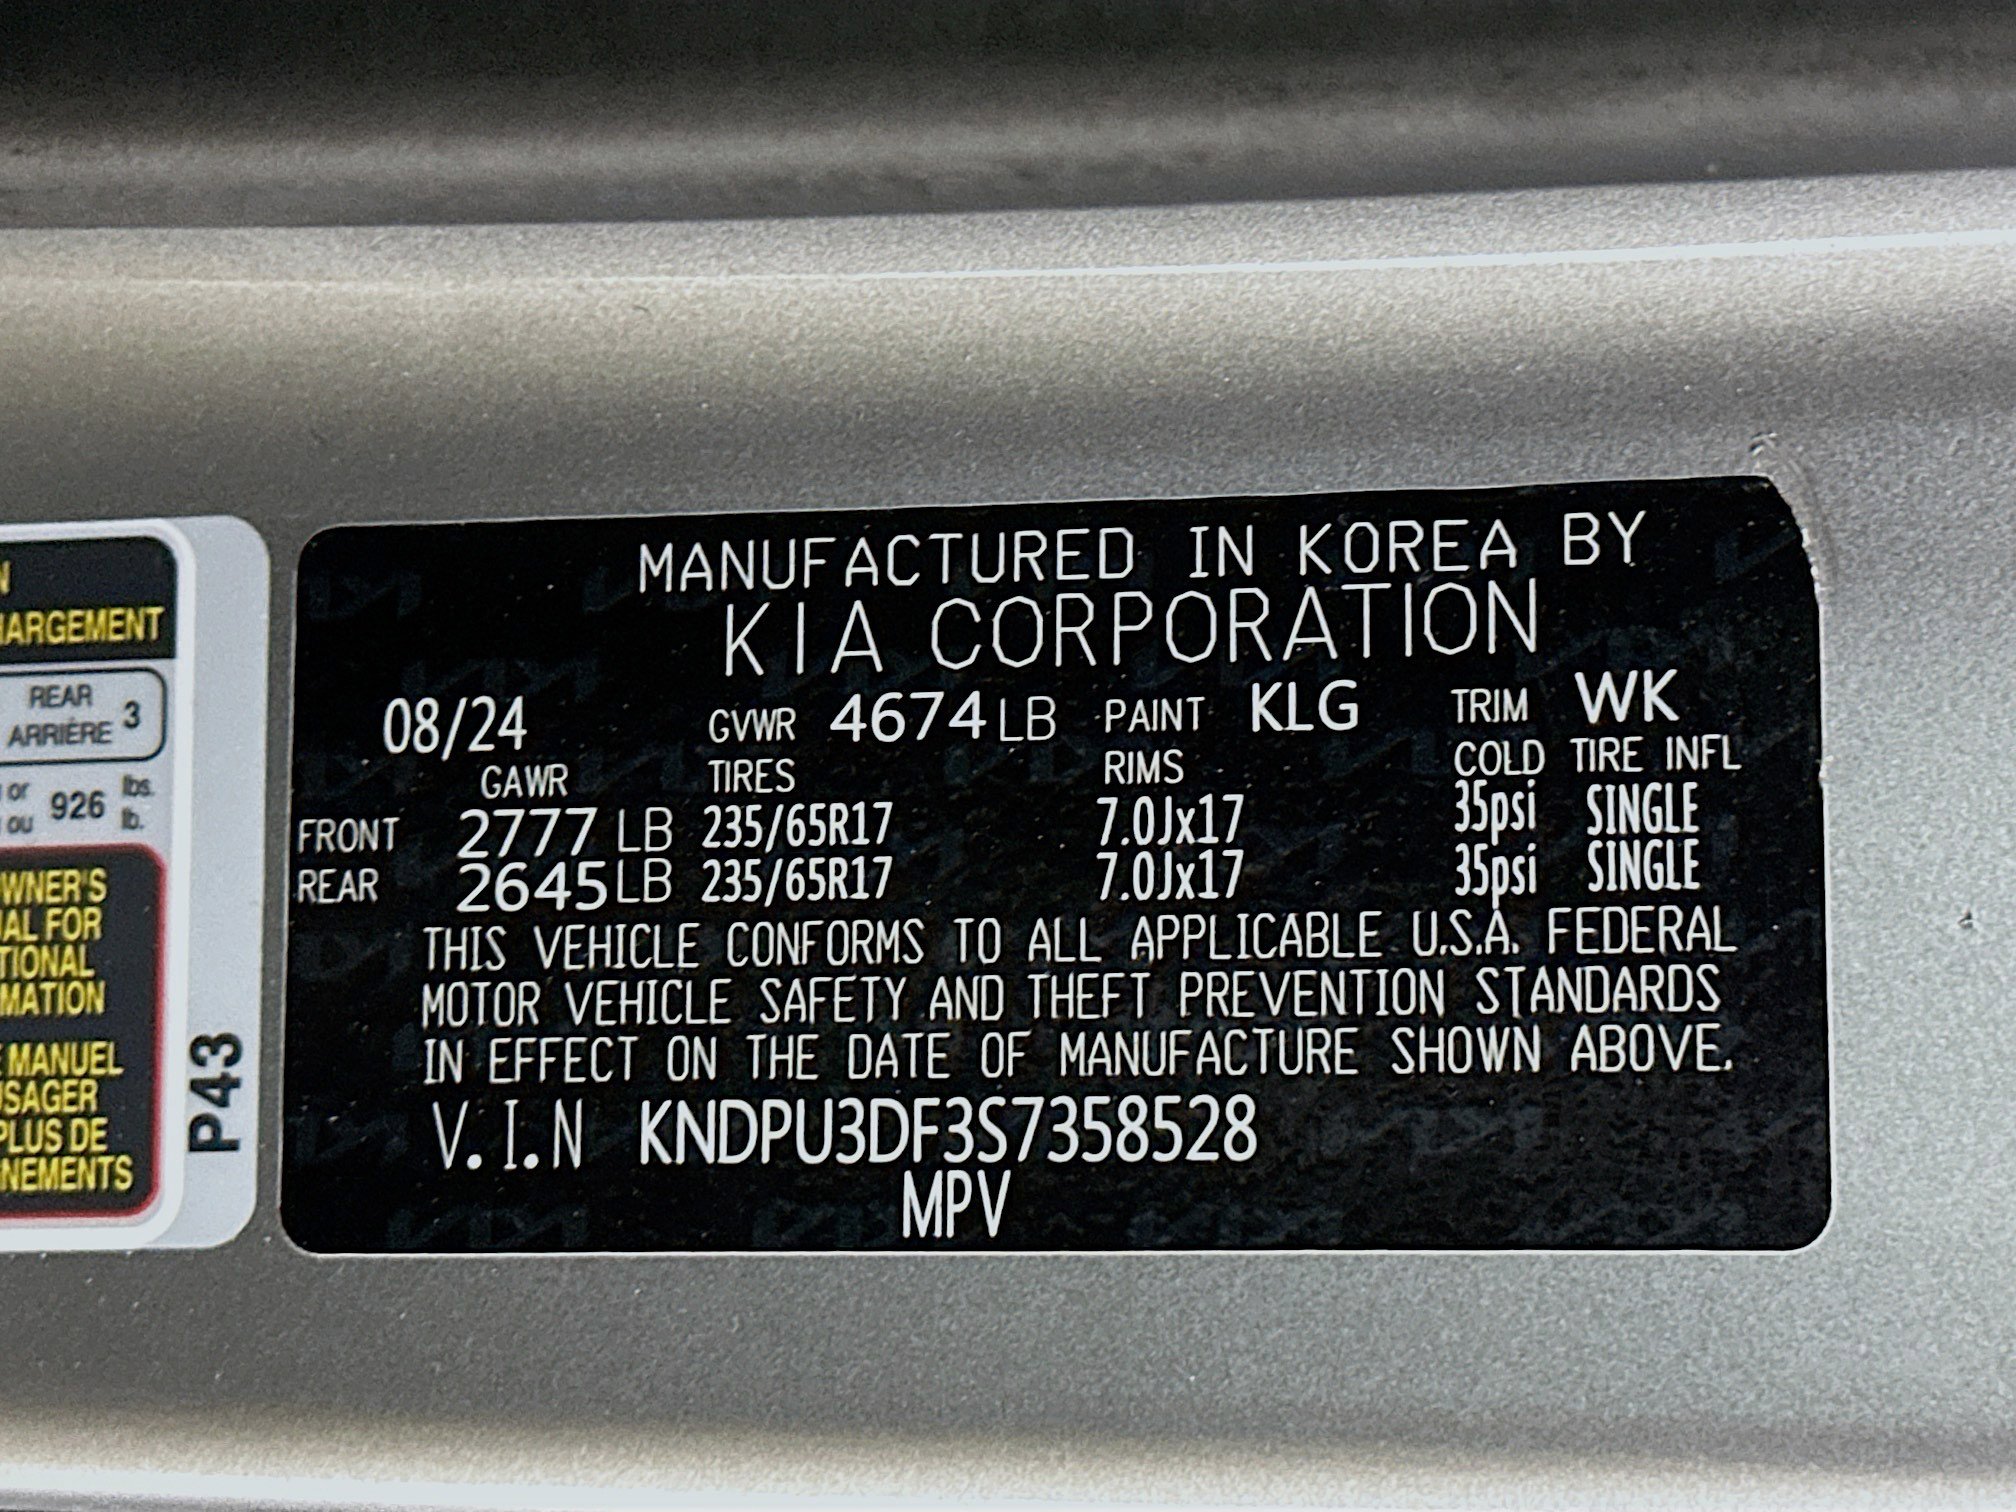 N
HARGEMENT
REAR
ARRIÈRE 3
or
ou 926 lbs.
lb.
OWNER'S
UAL FOR
TIONAL
MATION
E MANUEL
USAGER
PLUS DE
NEMENTS
P43
MANUFACTURED IN KOREA BY
KIA CORPORATION
08/24 GVWR 4674 LB PAINT KLG TRIM WK
GAWR TIRES RIMS COLD TIRE INFL
FRONT 2777 LB 235/65R17 7.0Jx17 35psi SINGLE
REAR 2645 LB 235/65R17 7.0Jx17 35psi SINGLE
THIS VEHICLE CONFORMS TO ALL APPLICABLE U.S.A. FEDERAL
MOTOR VEHICLE SAFETY AND THEFT PREVENTION STANDARDS
IN EFFECT ON THE DATE OF MANUFACTURE SHOWN ABOVE.
V.I.N KNDPU3DF3S7358528
MPV